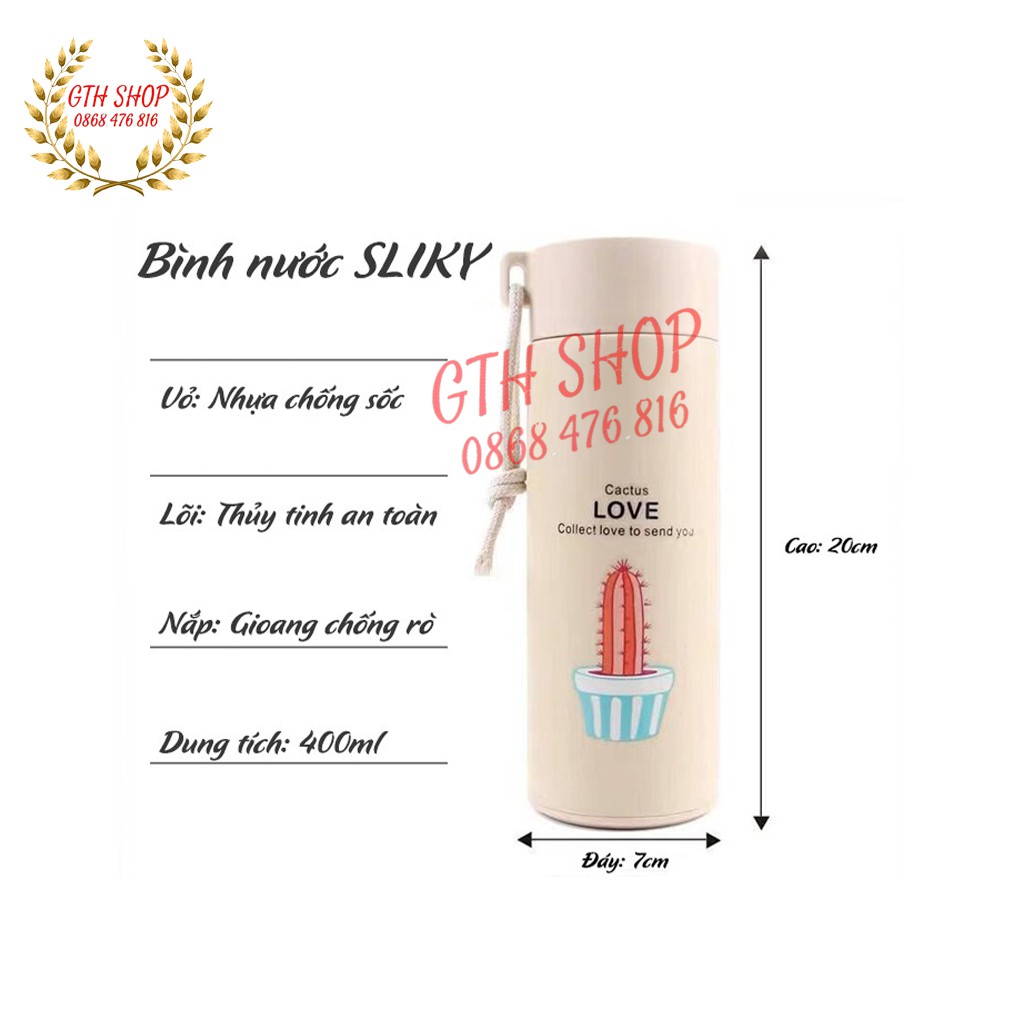 GTH SHOP
0868 476 816
Bình nước SLIKY
Vỏ: Nhựa chống sốc
Lõi: Thủy tinh an toàn
Nắp: Gioang chống rò
Dung tích: 400ml
GTH SHOP
0868 476 816
Cactus
LOVE
Collect love to send you
Cao: 20cm
Đáy: 7cm